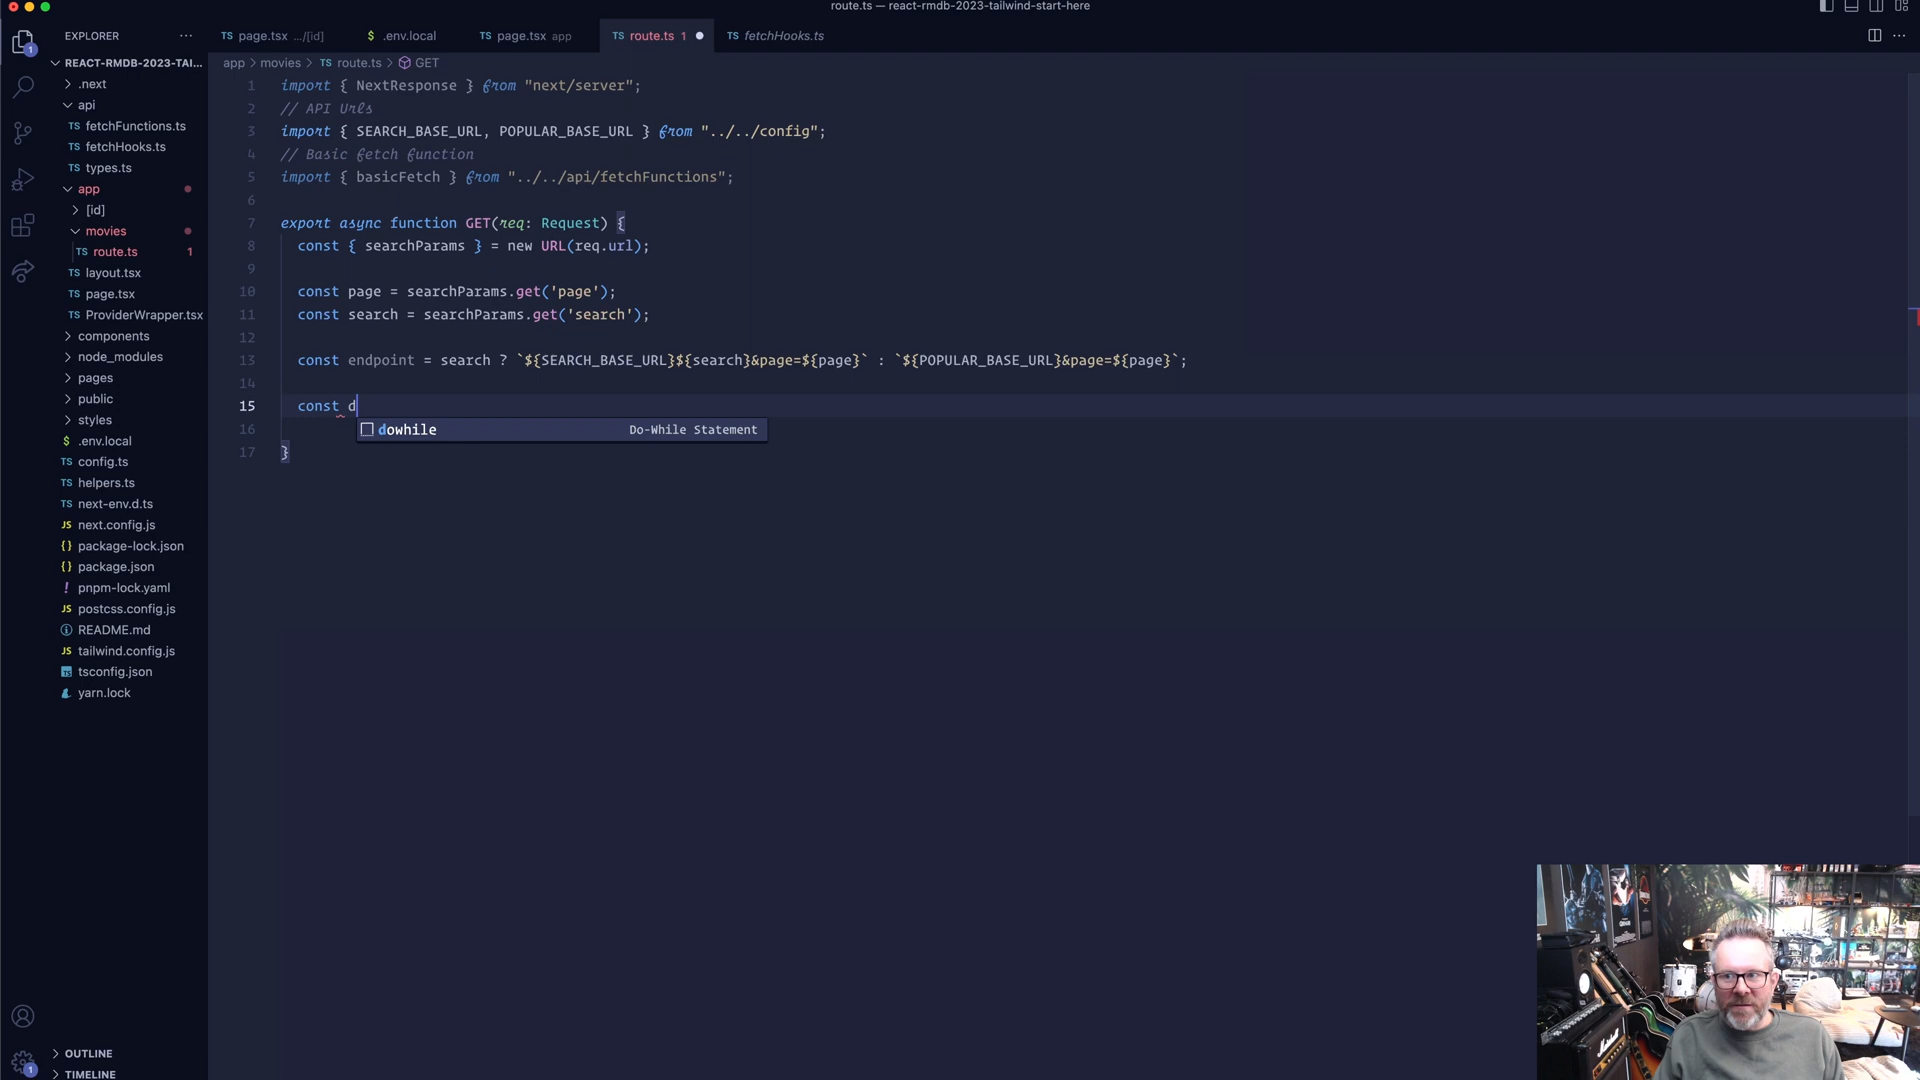 route.ts — react-rmdb-2023-tailwind-start-here
EXPLORER
REACT-RMDB-2023-TAI...
.next
api
TS fetchFunctions.ts
TS fetchHooks.ts
TS types.ts
app
[id]
movies
TS route.ts 1
TS layout.tsx
TS page.tsx
TS ProviderWrapper.tsx
components
node_modules
pages
public
styles
$ .env.local
TS config.ts
TS helpers.ts
TS next-env.d.ts
JS next.config.js
{} package-lock.json
{} package.json
! pnpm-lock.yaml
JS postcss.config.js
README.md
JS tailwind.config.js
TS tsconfig.json
yarn.lock
OUTLINE
TIMELINE
1
1
TS page.tsx .../[id] $ .env.local TS page.tsx app TS route.ts 1 TS fetchHooks.ts
app > movies > TS route.ts > GET
1 import { NextResponse } from "next/server";
2 // API Urls
3 import { SEARCH_BASE_URL, POPULAR_BASE_URL } from "../../config";
4 // Basic fetch function
5 import { basicFetch } from "../../api/fetchFunctions";
6
7 export async function GET(req: Request) {
8 const { searchParams } = new URL(req.url);
9
10 const page = searchParams.get('page');
11 const search = searchParams.get('search');
12
13 const endpoint = search ? `${SEARCH_BASE_URL}${search}&page=${page}` : `${POPULAR_BASE_URL}&page=${page}`;
14
15 const d
16 dowhile Do-While Statement
17 }